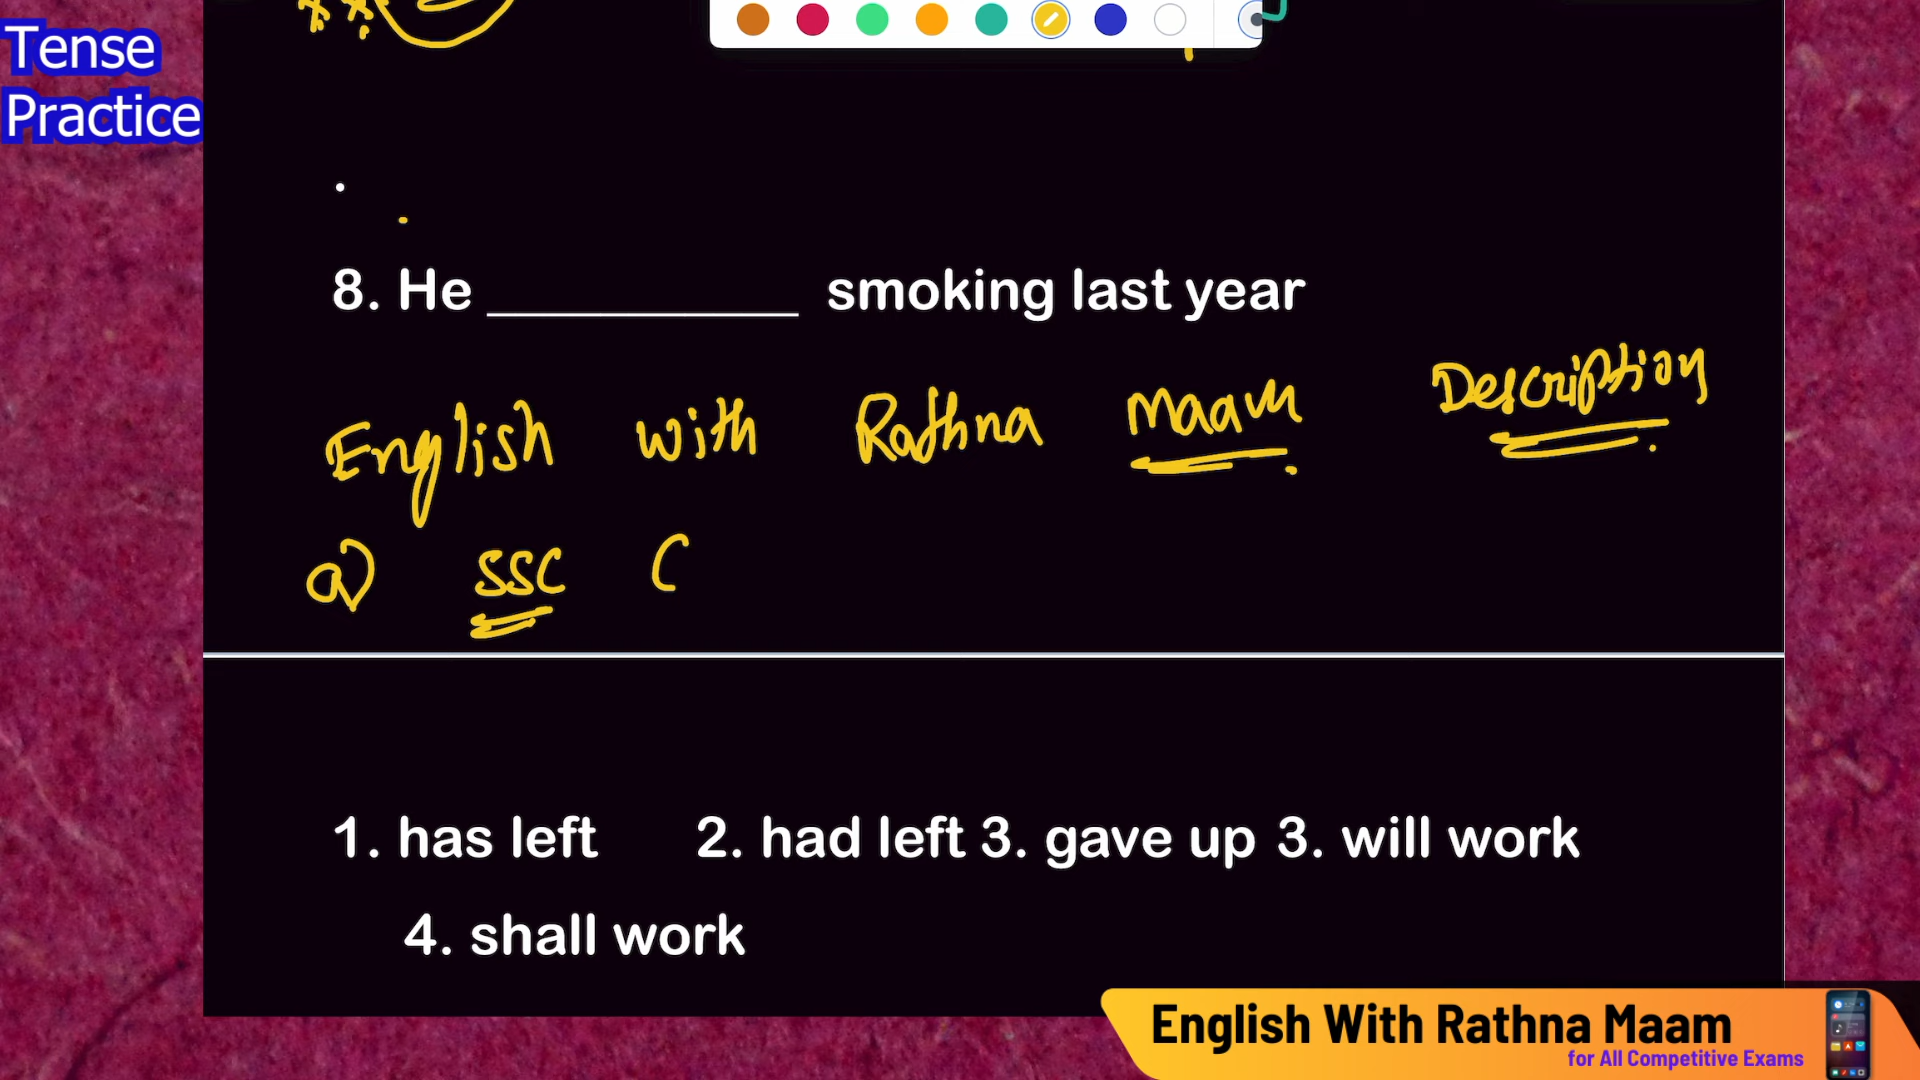 Tense
Practice
8. He ___________ smoking last year
English with Rathna Maam. Description.
a) SSC C
1. has left 2. had left 3. gave up 3. will work
4. shall work
English With Rathna Maam
for All Competitive Exams